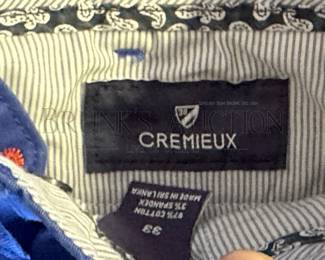 CREMIEUX
97% COTTON
3% SPANDEX
MADE IN SRI LANKA
33